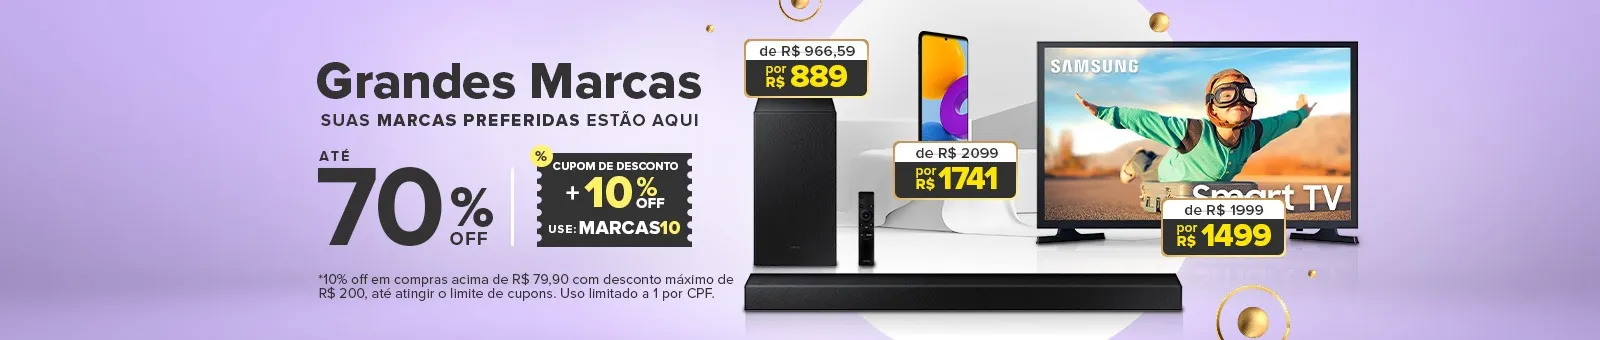 Grandes Marcas
SUAS MARCAS PREFERIDAS ESTÃO AQUI
ATÉ
70%
OFF
%
CUPOM DE DESCONTO
+10%
OFF
USE: MARCAS10
*10% off em compras acima de R$ 79,90 com desconto máximo de
R$ 200, até atingir o limite de cupons. Uso limitado a 1 por CPF.
de R$ 966,59
por
R$ 889
de R$ 2099
por
R$ 1741
SAMSUNG
Smart TV
de R$ 1999
por
R$ 1499